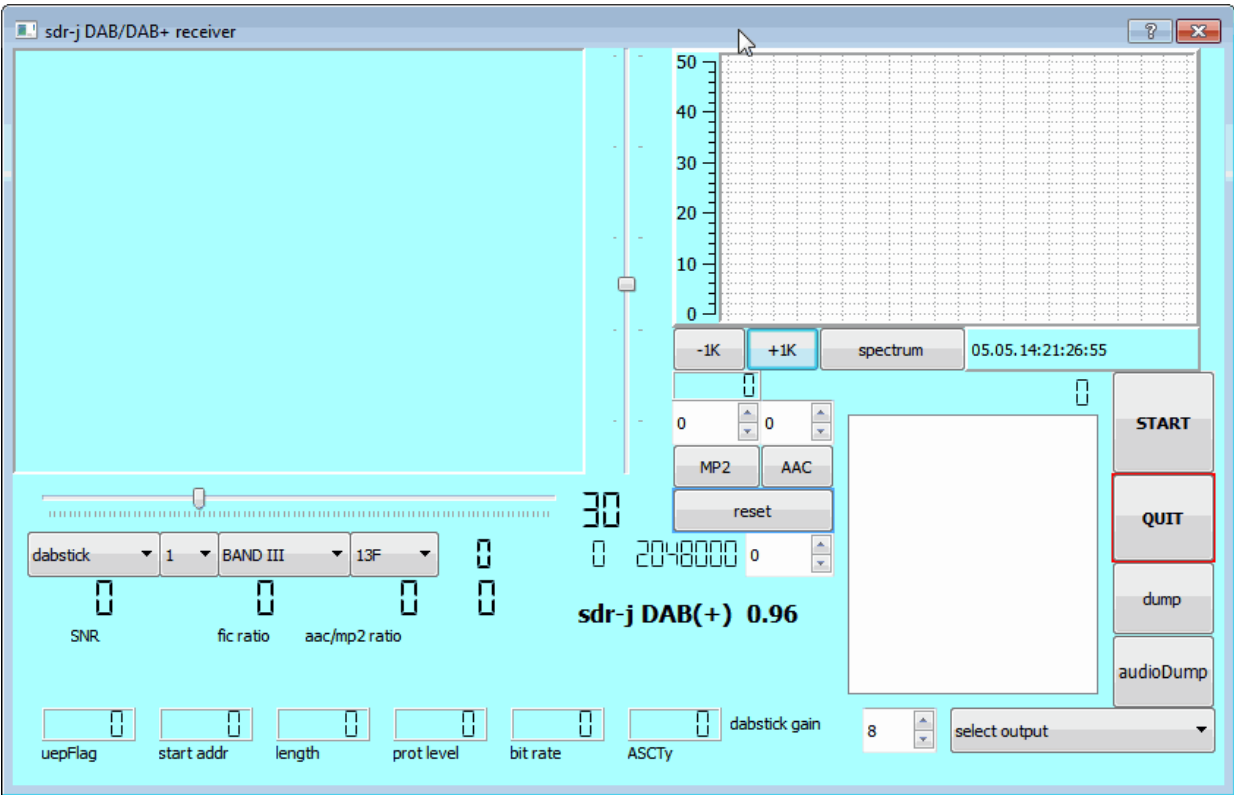 sdr-j DAB/DAB+ receiver
?
50
40
30
20
10
0
-1K +1K spectrum 05.05.14:21:26:55
0 0
0 0
START
MP2 AAC
reset
QUIT
30
dabstick 1 BAND III 13F 0 0 2048000 0
0 0 0 0
sdr-j DAB(+) 0.96
dump
SNR fic ratio aac/mp2 ratio
audioDump
0 0 0 0 0 0 dabstick gain 8 select output
uepFlag start addr length prot level bit rate ASCTy